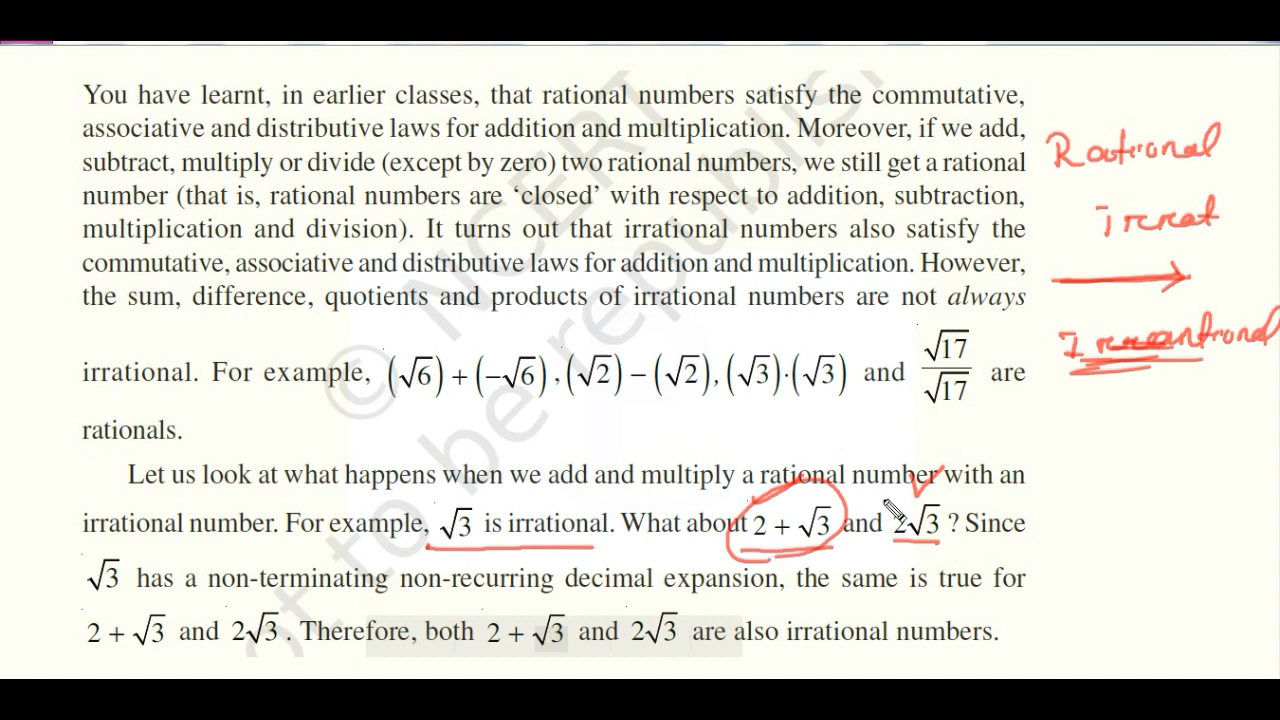 You have learnt, in earlier classes, that rational numbers satisfy the commutative,
associative and distributive laws for addition and multiplication. Moreover, if we add,
subtract, multiply or divide (except by zero) two rational numbers, we still get a rational
number (that is, rational numbers are ‘closed’ with respect to addition, subtraction,
multiplication and division). It turns out that irrational numbers also satisfy the
commutative, associative and distributive laws for addition and multiplication. However,
the sum, difference, quotients and products of irrational numbers are not always
irrational. For example, (√6) + (−√6), (√2) − (√2), (√3)·(√3) and √17/√17 are
rationals.
Let us look at what happens when we add and multiply a rational number with an
irrational number. For example, √3 is irrational. What about 2 + √3 and 2√3 ? Since
√3 has a non-terminating non-recurring decimal expansion, the same is true for
2 + √3 and 2√3. Therefore, both 2 + √3 and 2√3 are also irrational numbers.
Rational
© NCERT
not to be republish